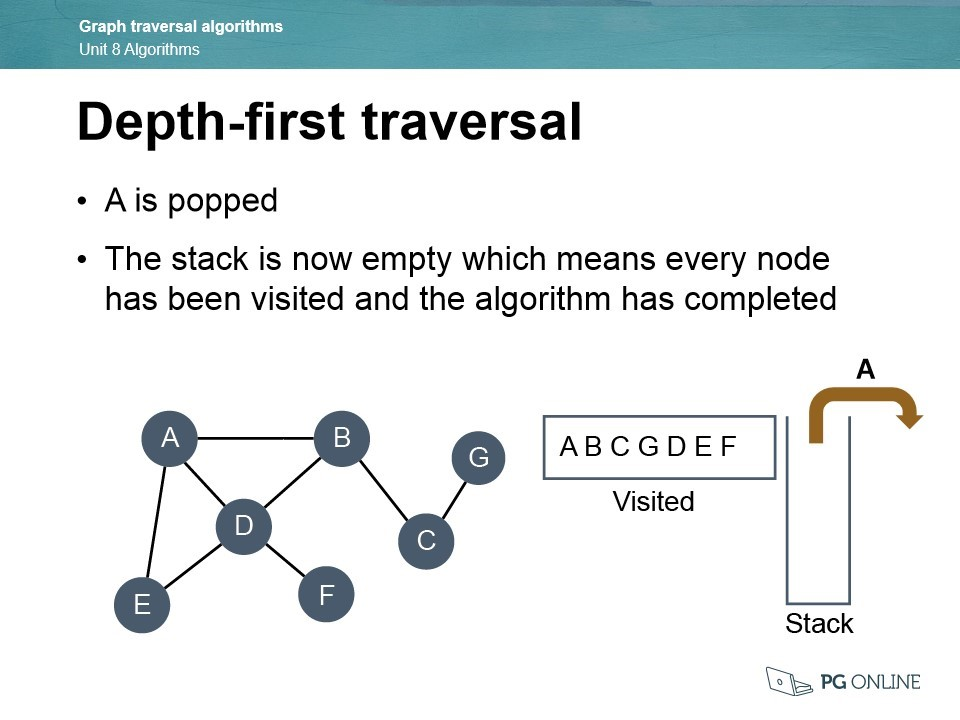 Graph traversal algorithms
Unit 8 Algorithms
Depth-first traversal
• A is popped
• The stack is now empty which means every node
has been visited and the algorithm has completed
A
A
B
G
D
C
E
F
A B C G D E F
Visited
Stack
PG ONLINE